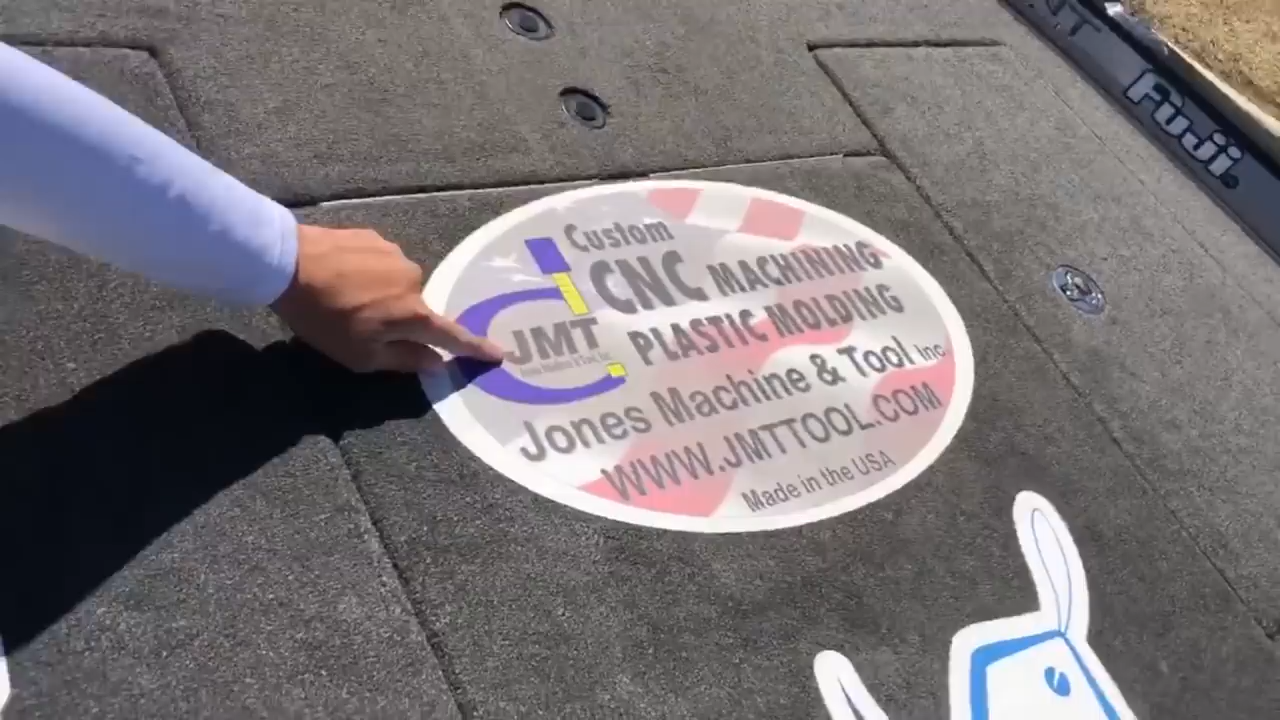 Fuji
Custom
CNC MACHINING
PLASTIC MOLDING
JMT
Jones Machine & Tool Inc
WWW.JMTTOOL.COM
Made in the USA